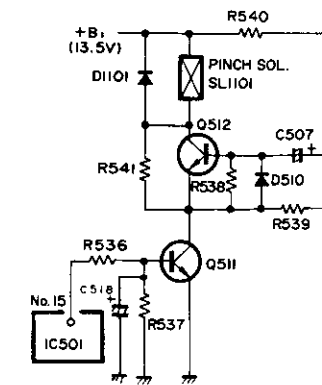 R540
+B1
(13.5V)
D1101
PINCH SOL.
SL1101
Q512
C507
+
R541
R538
D510
R539
R536
Q511
C518
+
No.15
R537
IC501